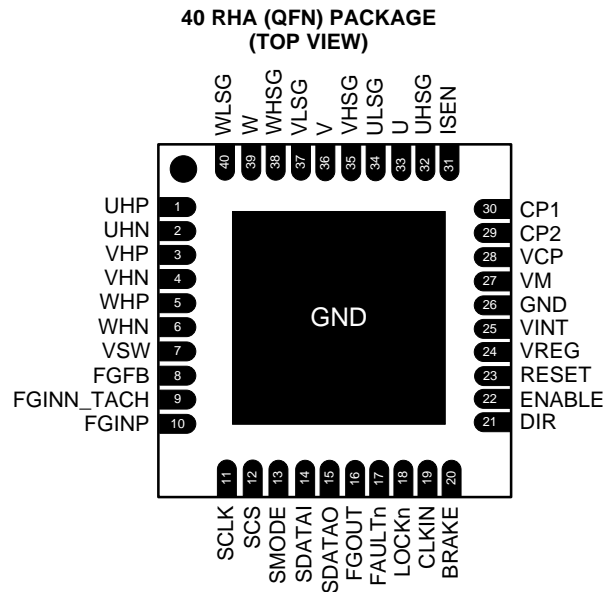 40 RHA (QFN) PACKAGE
(TOP VIEW)
WLSG
W
WHSG
VLSG
V
VHSG
ULSG
U
UHSG
ISEN
40
39
38
37
36
35
34
33
32
31
UHP 1
UHN 2
VHP 3
VHN 4
WHP 5
WHN 6
VSW 7
FGFB 8
FGINN_TACH 9
FGINP 10
GND
30 CP1
29 CP2
28 VCP
27 VM
26 GND
25 VINT
24 VREG
23 RESET
22 ENABLE
21 DIR
11
12
13
14
15
16
17
18
19
20
SCLK
SCS
SMODE
SDATAI
SDATAO
FGOUT
FAULTn
LOCKn
CLKIN
BRAKE